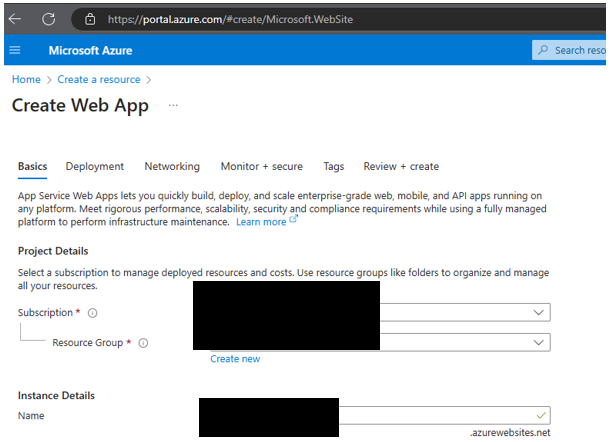 https://portal.azure.com/#create/Microsoft.WebSite
Microsoft Azure
Search reso
Home > Create a resource >
Create Web App ...
Basics Deployment Networking Monitor + secure Tags Review + create
App Service Web Apps lets you quickly build, deploy, and scale enterprise-grade web, mobile, and API apps running on
any platform. Meet rigorous performance, scalability, security and compliance requirements while using a fully managed
platform to perform infrastructure maintenance. Learn more
Project Details
Select a subscription to manage deployed resources and costs. Use resource groups like folders to organize and manage
all your resources.
Subscription *
Resource Group *
Create new
Instance Details
Name
.azurewebsites.net